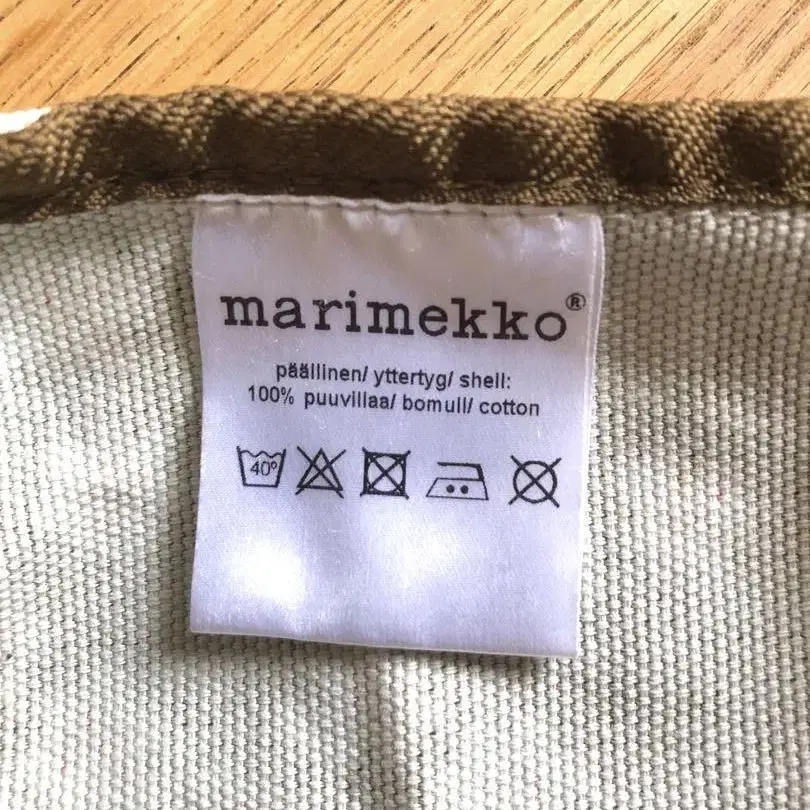 marimekko®
päällinen/ yttertyg/ shell:
100% puuvillaa/ bomull/ cotton
40°